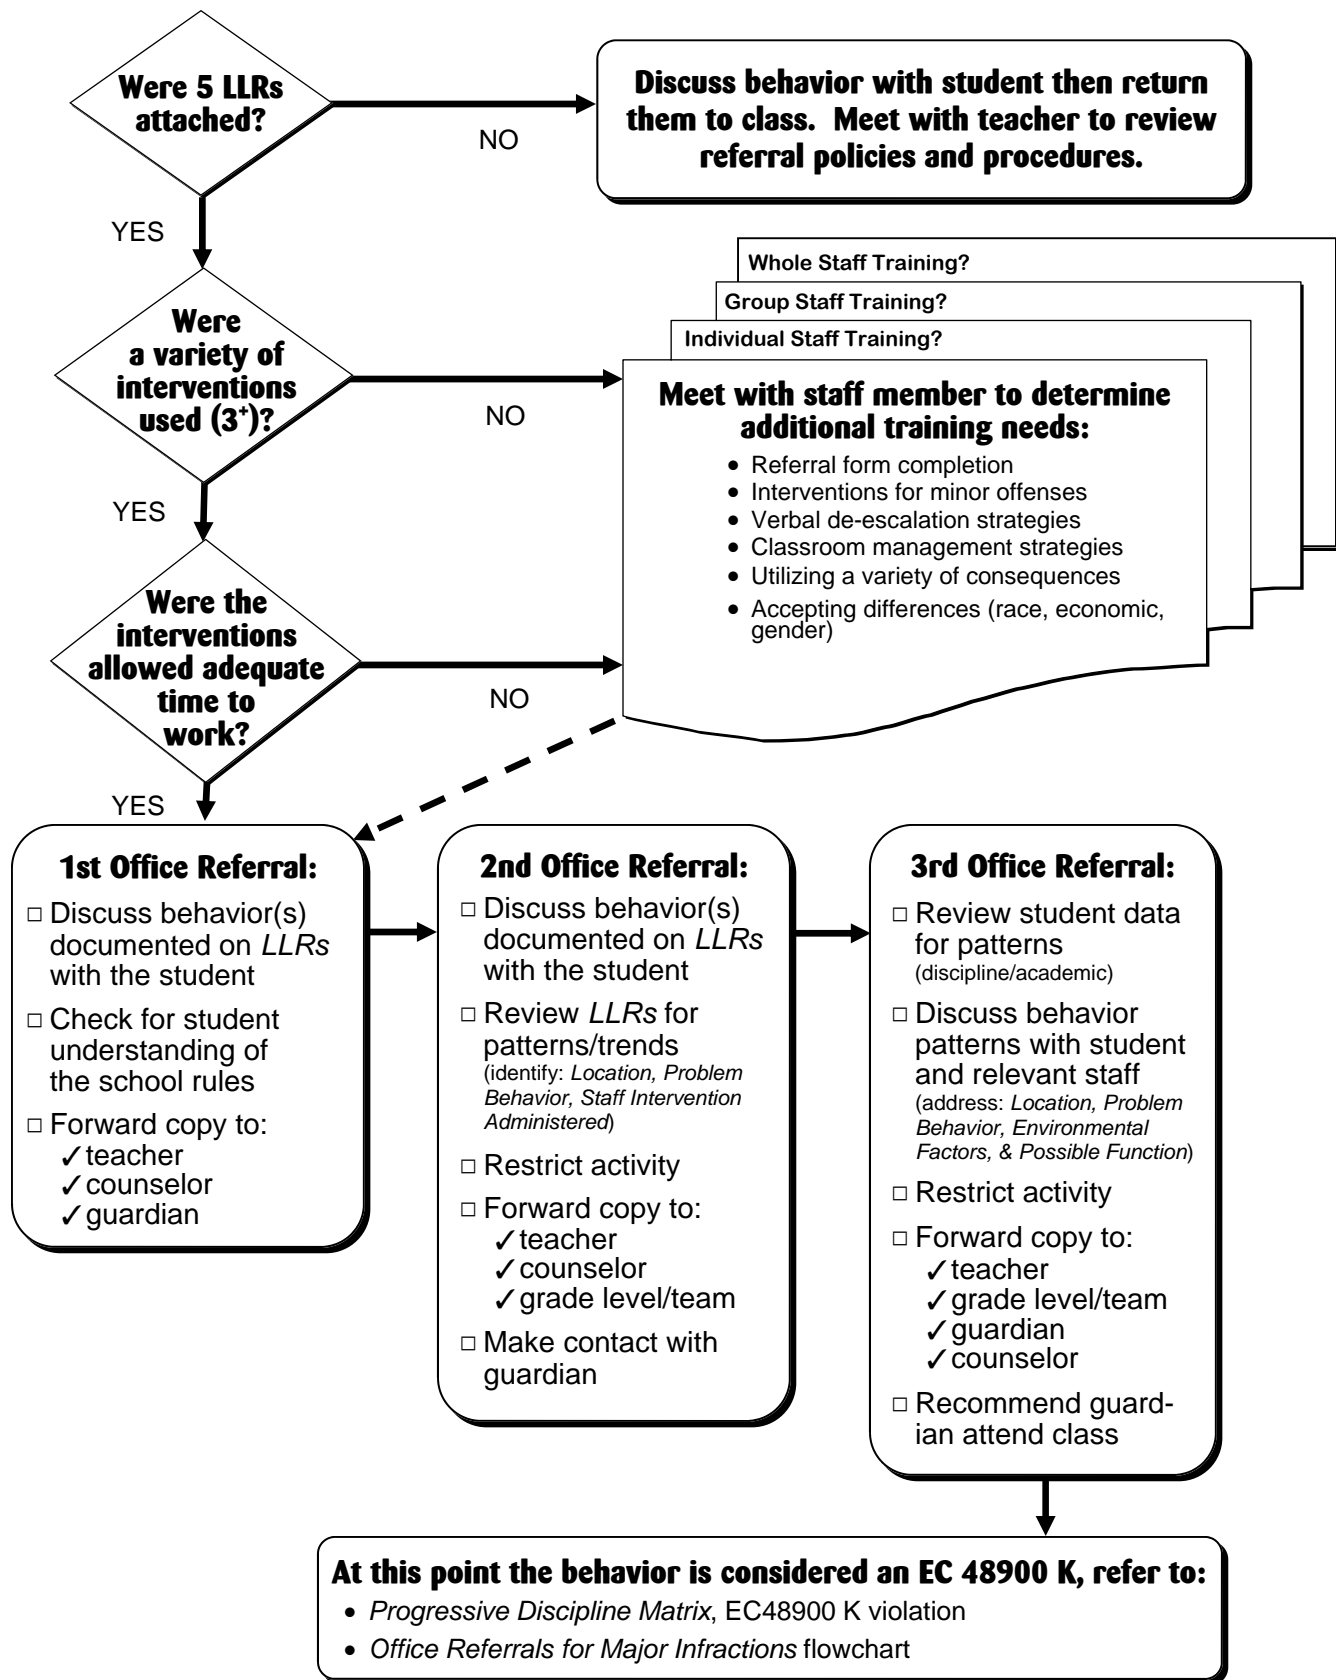 Were 5 LLRs
attached?
NO
Discuss behavior with student then return
them to class.  Meet with teacher to review
referral policies and procedures.
YES
Were
a variety of
interventions
used (3⁺)?
NO
Whole Staff Training?
Group Staff Training?
Individual Staff Training?
Meet with staff member to determine
additional training needs:
• Referral form completion
• Interventions for minor offenses
• Verbal de-escalation strategies
• Classroom management strategies
• Utilizing a variety of consequences
• Accepting differences (race, economic,
gender)
YES
Were the
interventions
allowed adequate
time to
work?
NO
YES
1st Office Referral:
□ Discuss behavior(s)
documented on LLRs
with the student
□ Check for student
understanding of
the school rules
□ Forward copy to:
✓ teacher
✓ counselor
✓ guardian
2nd Office Referral:
□ Discuss behavior(s)
documented on LLRs
with the student
□ Review LLRs for
patterns/trends
(identify: Location, Problem
Behavior, Staff Intervention
Administered)
□ Restrict activity
□ Forward copy to:
✓ teacher
✓ counselor
✓ grade level/team
□ Make contact with
guardian
3rd Office Referral:
□ Review student data
for patterns
(discipline/academic)
□ Discuss behavior
patterns with student
and relevant staff
(address: Location, Problem
Behavior, Environmental
Factors, & Possible Function)
□ Restrict activity
□ Forward copy to:
✓ teacher
✓ grade level/team
✓ guardian
✓ counselor
□ Recommend guard-
ian attend class
At this point the behavior is considered an EC 48900 K, refer to:
• Progressive Discipline Matrix, EC48900 K violation
• Office Referrals for Major Infractions flowchart